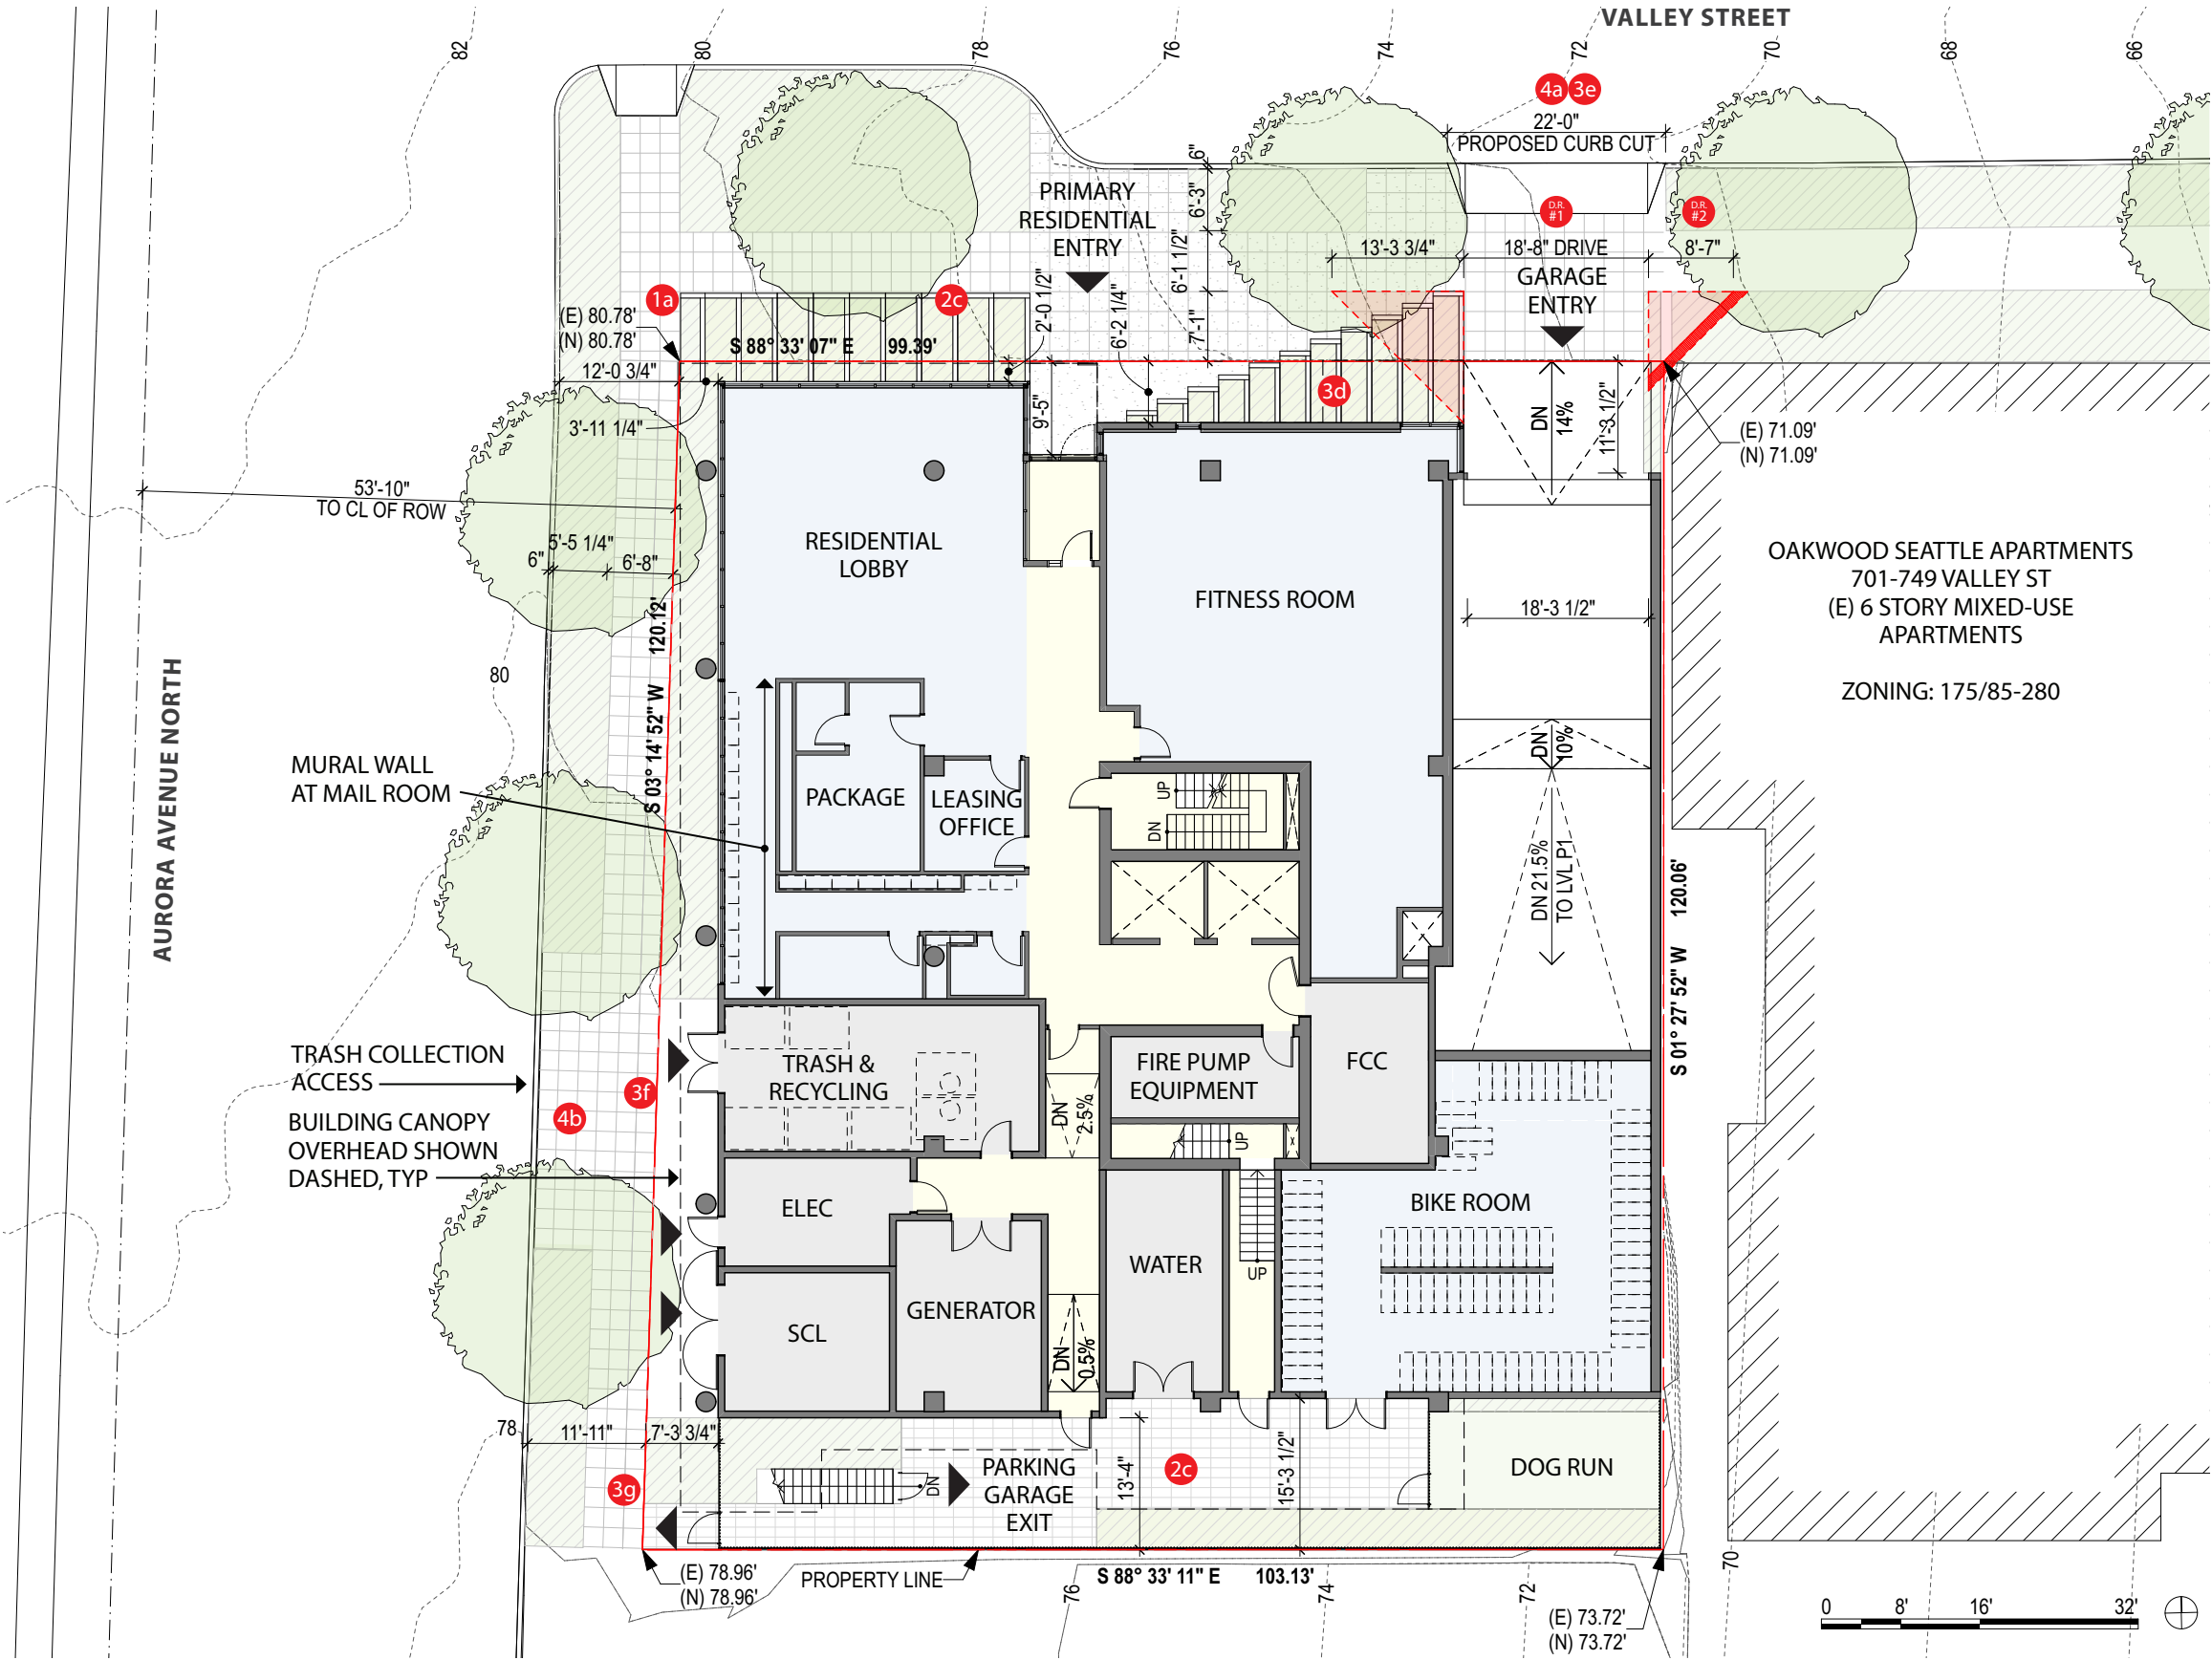 VALLEY STREET
82
80
78
76
74
72
70
68
66
4a
3e
22'-0"
PROPOSED CURB CUT
6"
6'-3"
6'-1 1/2"
7'-1"
PRIMARY
RESIDENTIAL
ENTRY
2'-0 1/2"
6'-2 1/4"
D.R.
#1
D.R.
#2
13'-3 3/4"
18'-8" DRIVE
8'-7"
GARAGE
ENTRY
1a
2c
(E) 80.78'
(N) 80.78'
S 88° 33' 07" E
99.39'
12'-0 3/4"
3'-11 1/4"
9'-5"
3d
DN
14%
11'-3 1/2"
(E) 71.09'
(N) 71.09'
53'-10"
TO CL OF ROW
5'-5 1/4"
6"
6'-8"
RESIDENTIAL
LOBBY
FITNESS ROOM
18'-3 1/2"
OAKWOOD SEATTLE APARTMENTS
701-749 VALLEY ST
(E) 6 STORY MIXED-USE
APARTMENTS
ZONING: 175/85-280
AURORA AVENUE NORTH
80
S 03° 14' 52" W
120.12'
MURAL WALL
AT MAIL ROOM
PACKAGE
LEASING
OFFICE
UP
DN
DN
10%
DN 21.5%
TO LVL P1
S 01° 27' 52" W
120.06'
TRASH COLLECTION
ACCESS
3f
4b
TRASH &
RECYCLING
DN
2.5%
FIRE PUMP
EQUIPMENT
FCC
UP
BUILDING CANOPY
OVERHEAD SHOWN
DASHED, TYP
ELEC
BIKE ROOM
WATER
UP
GENERATOR
SCL
DN
0.5%
78
11'-11"
7'-3 3/4"
3g
DN
PARKING
GARAGE
EXIT
13'-4"
2c
15'-3 1/2"
DOG RUN
(E) 78.96'
(N) 78.96'
PROPERTY LINE
76
S 88° 33' 11" E
103.13'
74
72
70
(E) 73.72'
(N) 73.72'
0
8'
16'
32'